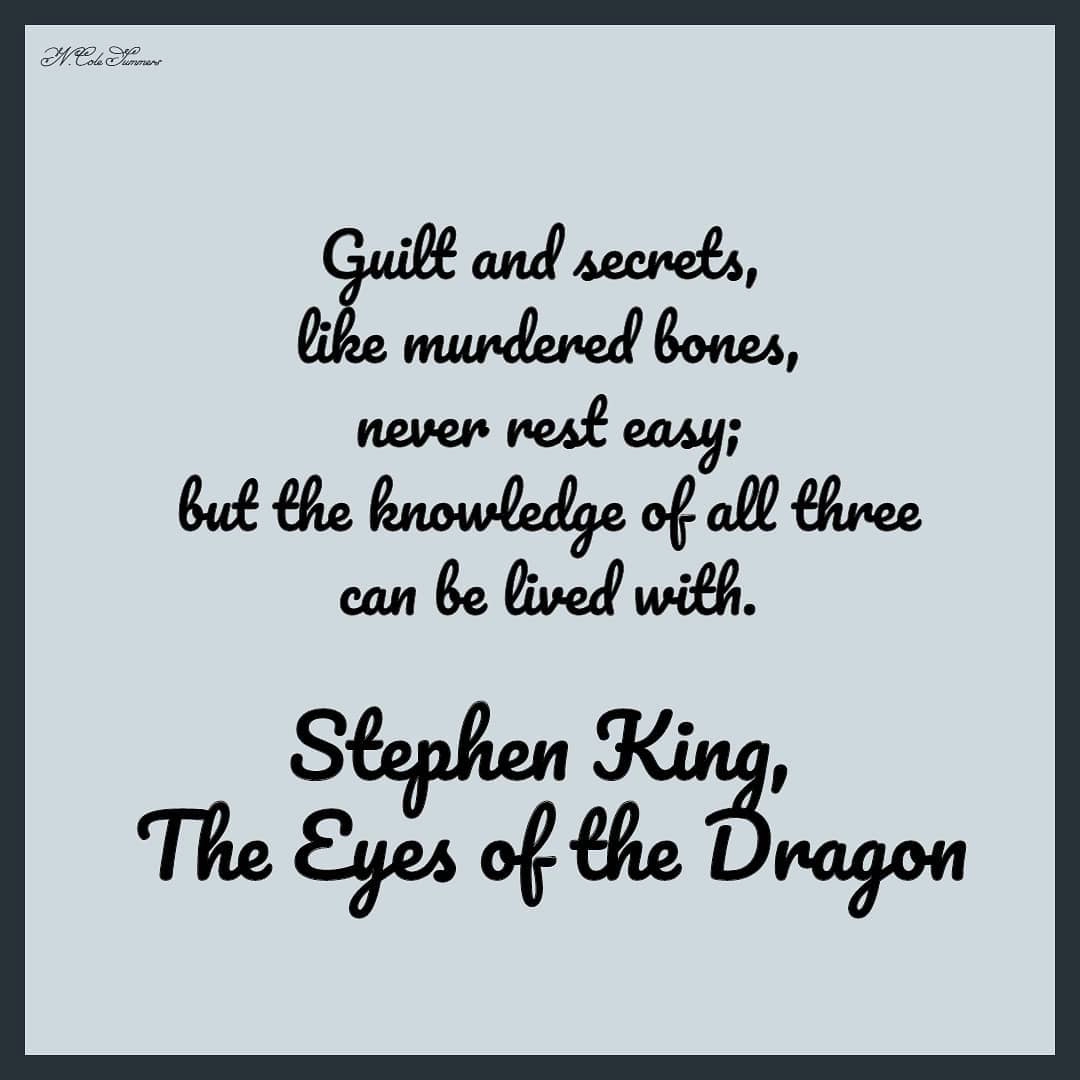 N. Cole Summers
Guilt and secrets,
like murdered bones,
never rest easy;
but the knowledge of all three
can be lived with.
Stephen King,
The Eyes of the Dragon